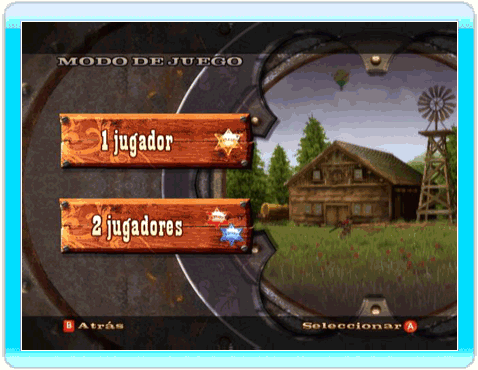 MODO DE JUEGO
1 jugador
2 jugadores
B Atrás
Seleccionar A